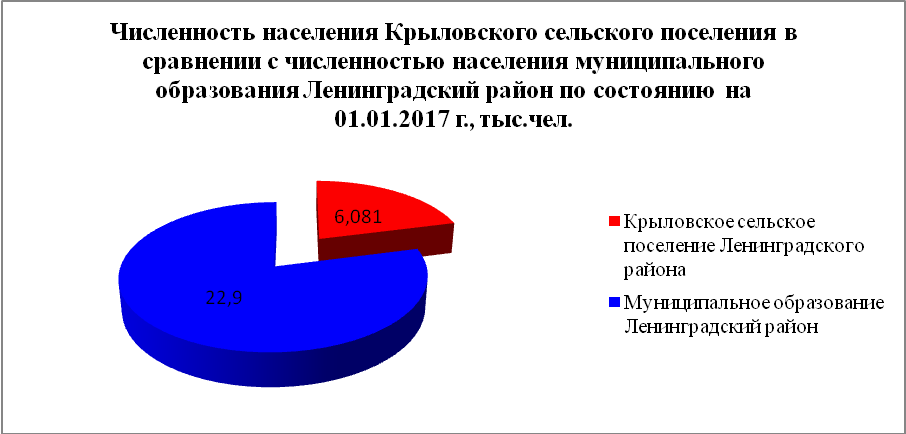 Численность населения Крыловского сельского поселения в
сравнении с численностью населения муниципального
образования Ленинградский район по состоянию на
01.01.2017 г., тыс.чел.
6,081
22,9
Крыловское сельское
поселение Ленинградского
района
Муниципальное образование
Ленинградский район